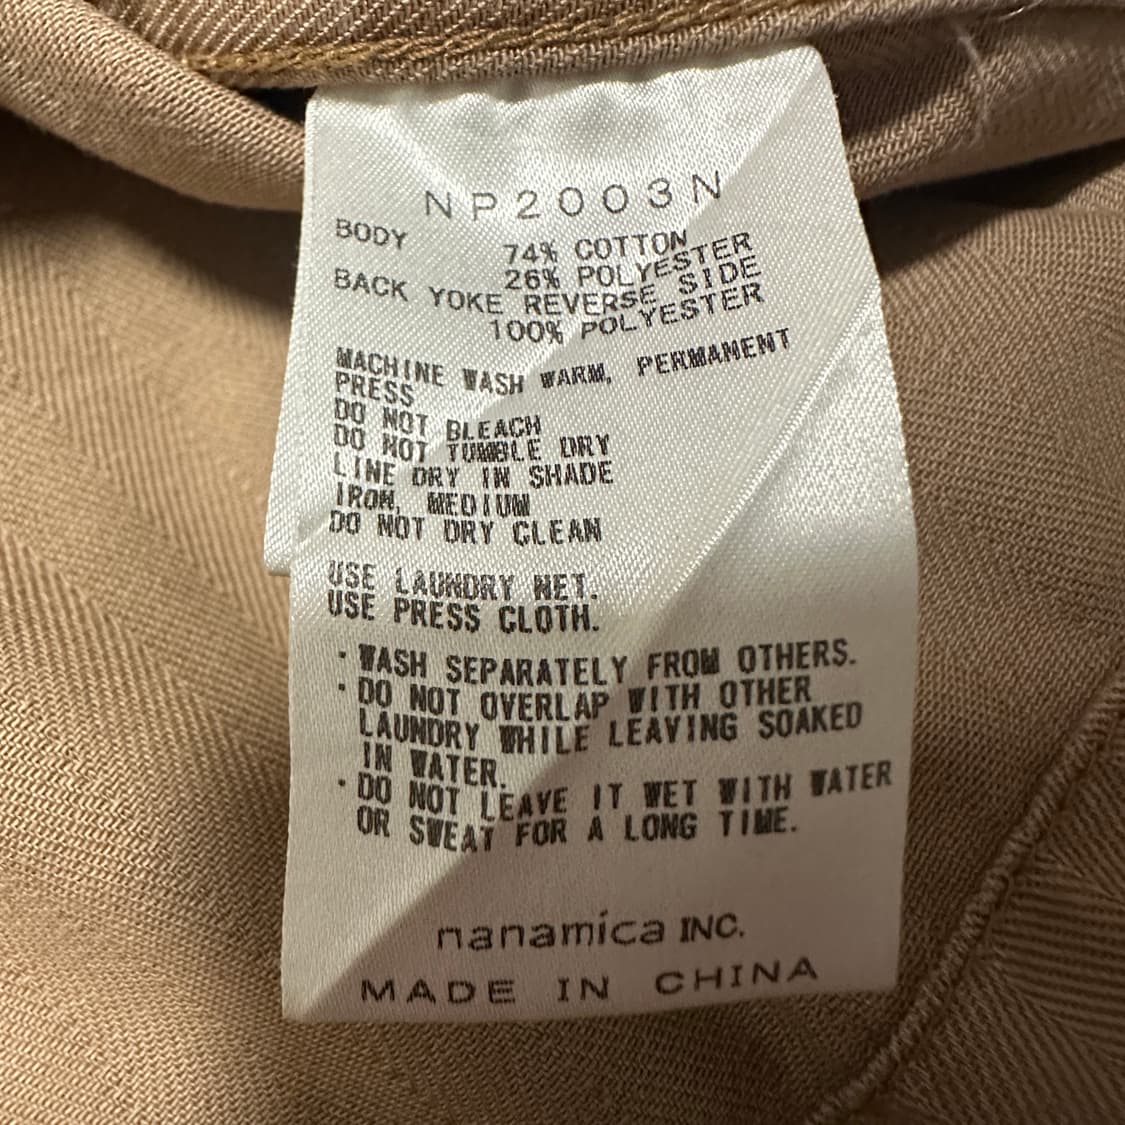 NP2003N
BODY 74% COTTON
26% POLYESTER
BACK YOKE REVERSE SIDE
100% POLYESTER
MACHINE WASH WARM, PERMANENT
PRESS
DO NOT BLEACH
DO NOT TUMBLE DRY
LINE DRY IN SHADE
IRON, MEDIUM
DO NOT DRY CLEAN
USE LAUNDRY NET.
USE PRESS CLOTH.
・WASH SEPARATELY FROM OTHERS.
・DO NOT OVERLAP WITH OTHER
LAUNDRY WHILE LEAVING SOAKED
IN WATER.
・DO NOT LEAVE IT WET WITH WATER
OR SWEAT FOR A LONG TIME.
nanamica INC.
MADE IN CHINA